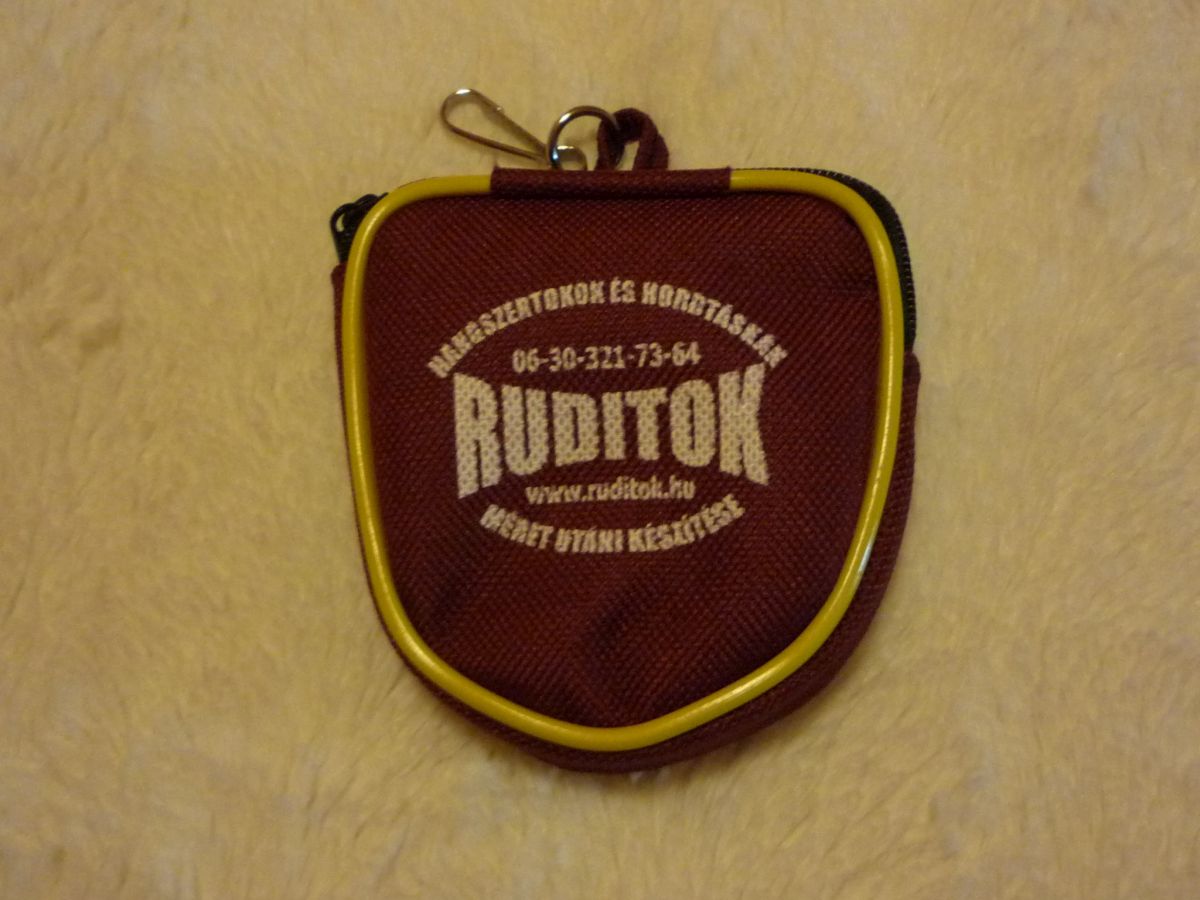 HANGSZERTOKOK ÉS HORDTÁSKÁK
06-30-321-73-64
RUDITOK
www.ruditok.hu
MÉRET UTÁNI KÉSZÍTÉSE